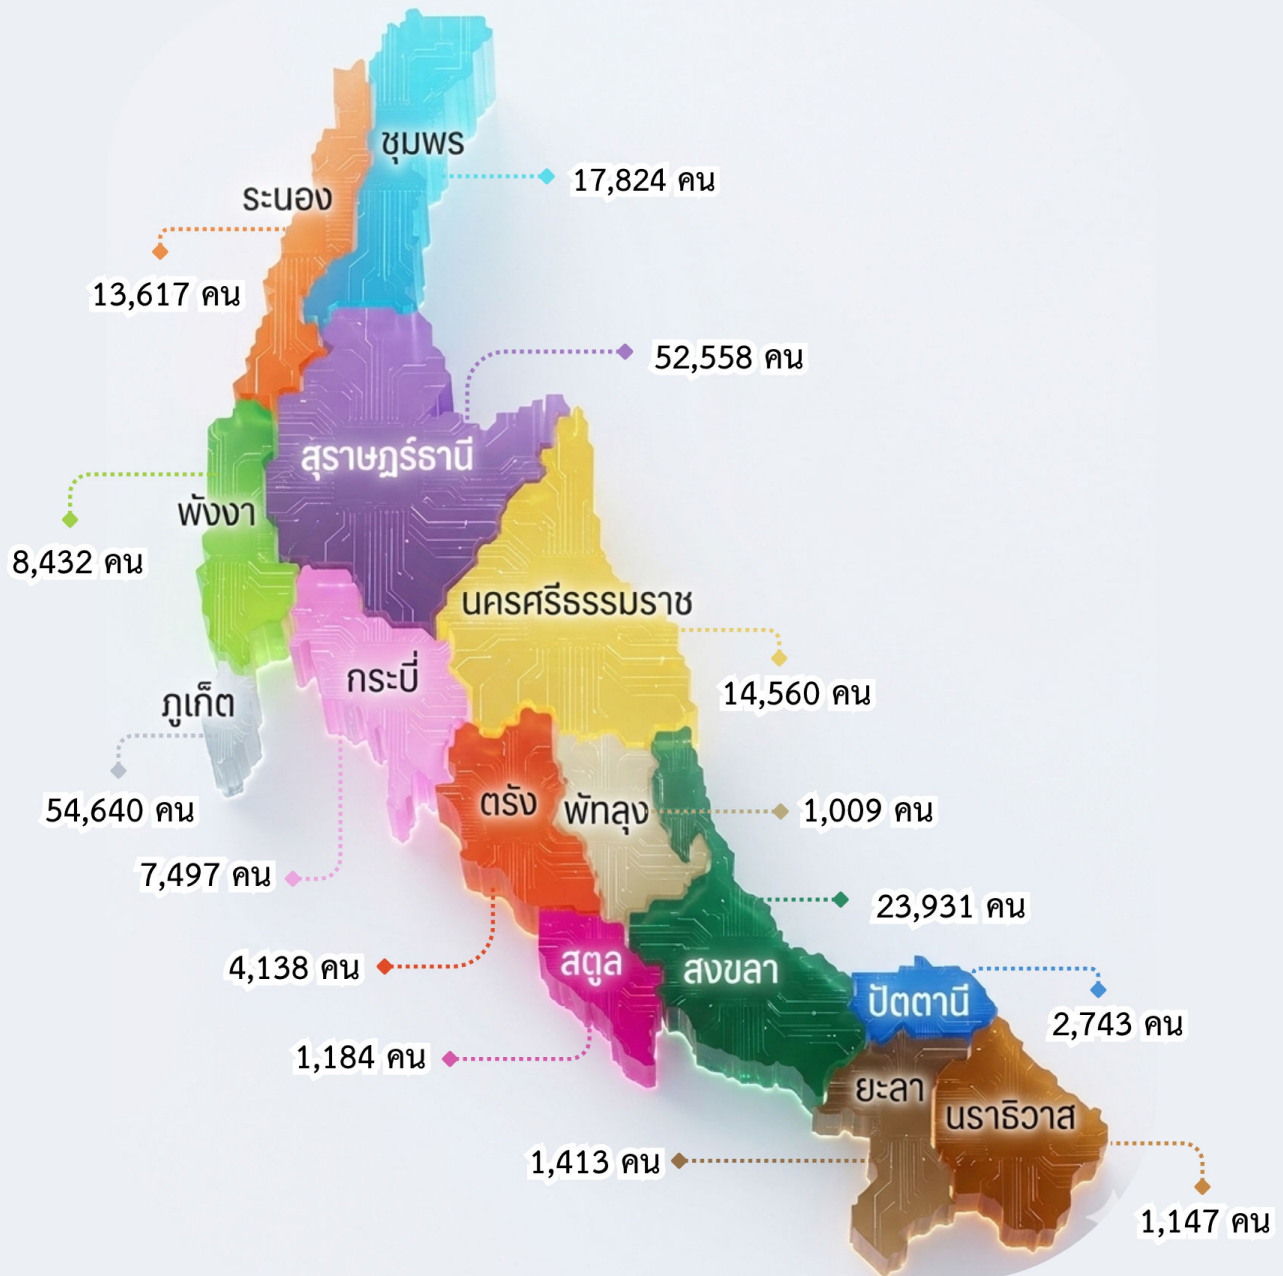 ชุมพร
17,824 คน
ระนอง
13,617 คน
52,558 คน
สุราษฎร์ธานี
พังงา
8,432 คน
นครศรีธรรมราช
14,560 คน
กระบี่
ภูเก็ต
54,640 คน
ตรัง
พัทลุง
1,009 คน
7,497 คน
23,931 คน
4,138 คน
สตูล
สงขลา
ปัตตานี
2,743 คน
1,184 คน
ยะลา
นราธิวาส
1,413 คน
1,147 คน